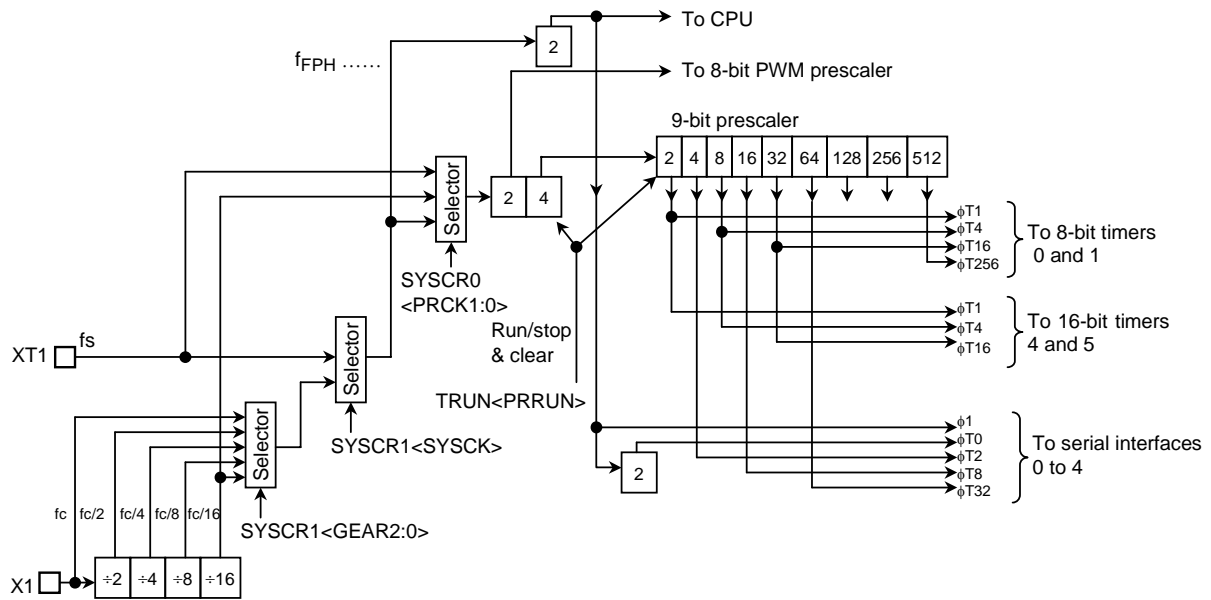 To CPU
2
fFPH ……
To 8-bit PWM prescaler
9-bit prescaler
2 4 8 16 32 64 128 256 512
Selector
2 4
ϕT1
ϕT4
ϕT16
ϕT256
To 8-bit timers
0 and 1
SYSCR0
<PRCK1:0>
XT1
fs
Selector
Run/stop
& clear
ϕT1
ϕT4
ϕT16
To 16-bit timers
4 and 5
TRUN<PRRUN>
Selector
SYSCR1<SYSCK>
ϕ1
ϕT0
ϕT2
ϕT8
ϕT32
To serial interfaces
0 to 4
2
fc fc/2 fc/4 fc/8 fc/16
SYSCR1<GEAR2:0>
X1
÷2 ÷4 ÷8 ÷16